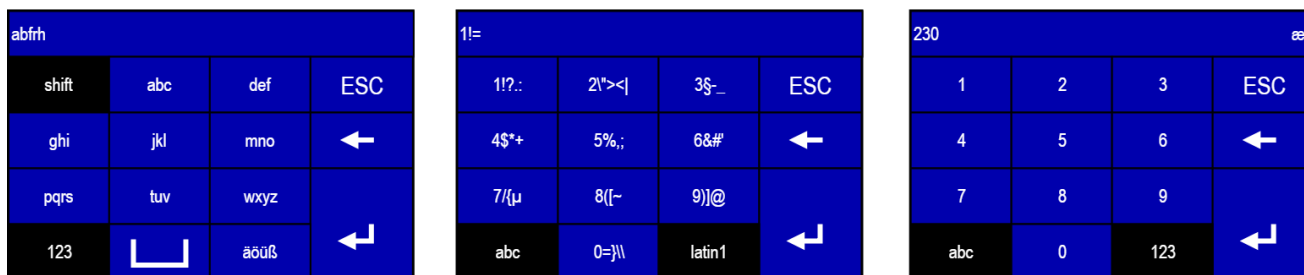 abfrh
shift abc def ESC
ghi jkl mno
pqrs tuv wxyz
123 äöüß
1!=
1!?.: 2\"><| 3§-_ ESC
4$*+ 5%,; 6&#'
7/{µ 8([~ 9)]@
abc 0=}\\ latin1
230 æ
1 2 3 ESC
4 5 6
7 8 9
abc 0 123